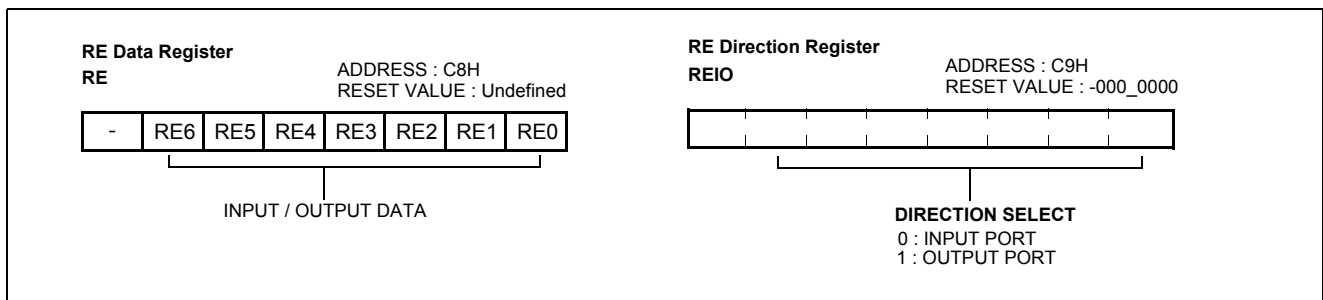 RE Data Register
RE
ADDRESS : C8H
RESET VALUE : Undefined
- RE6 RE5 RE4 RE3 RE2 RE1 RE0
INPUT / OUTPUT DATA
RE Direction Register
REIO
ADDRESS : C9H
RESET VALUE : -000_0000
DIRECTION SELECT
0 : INPUT PORT
1 : OUTPUT PORT